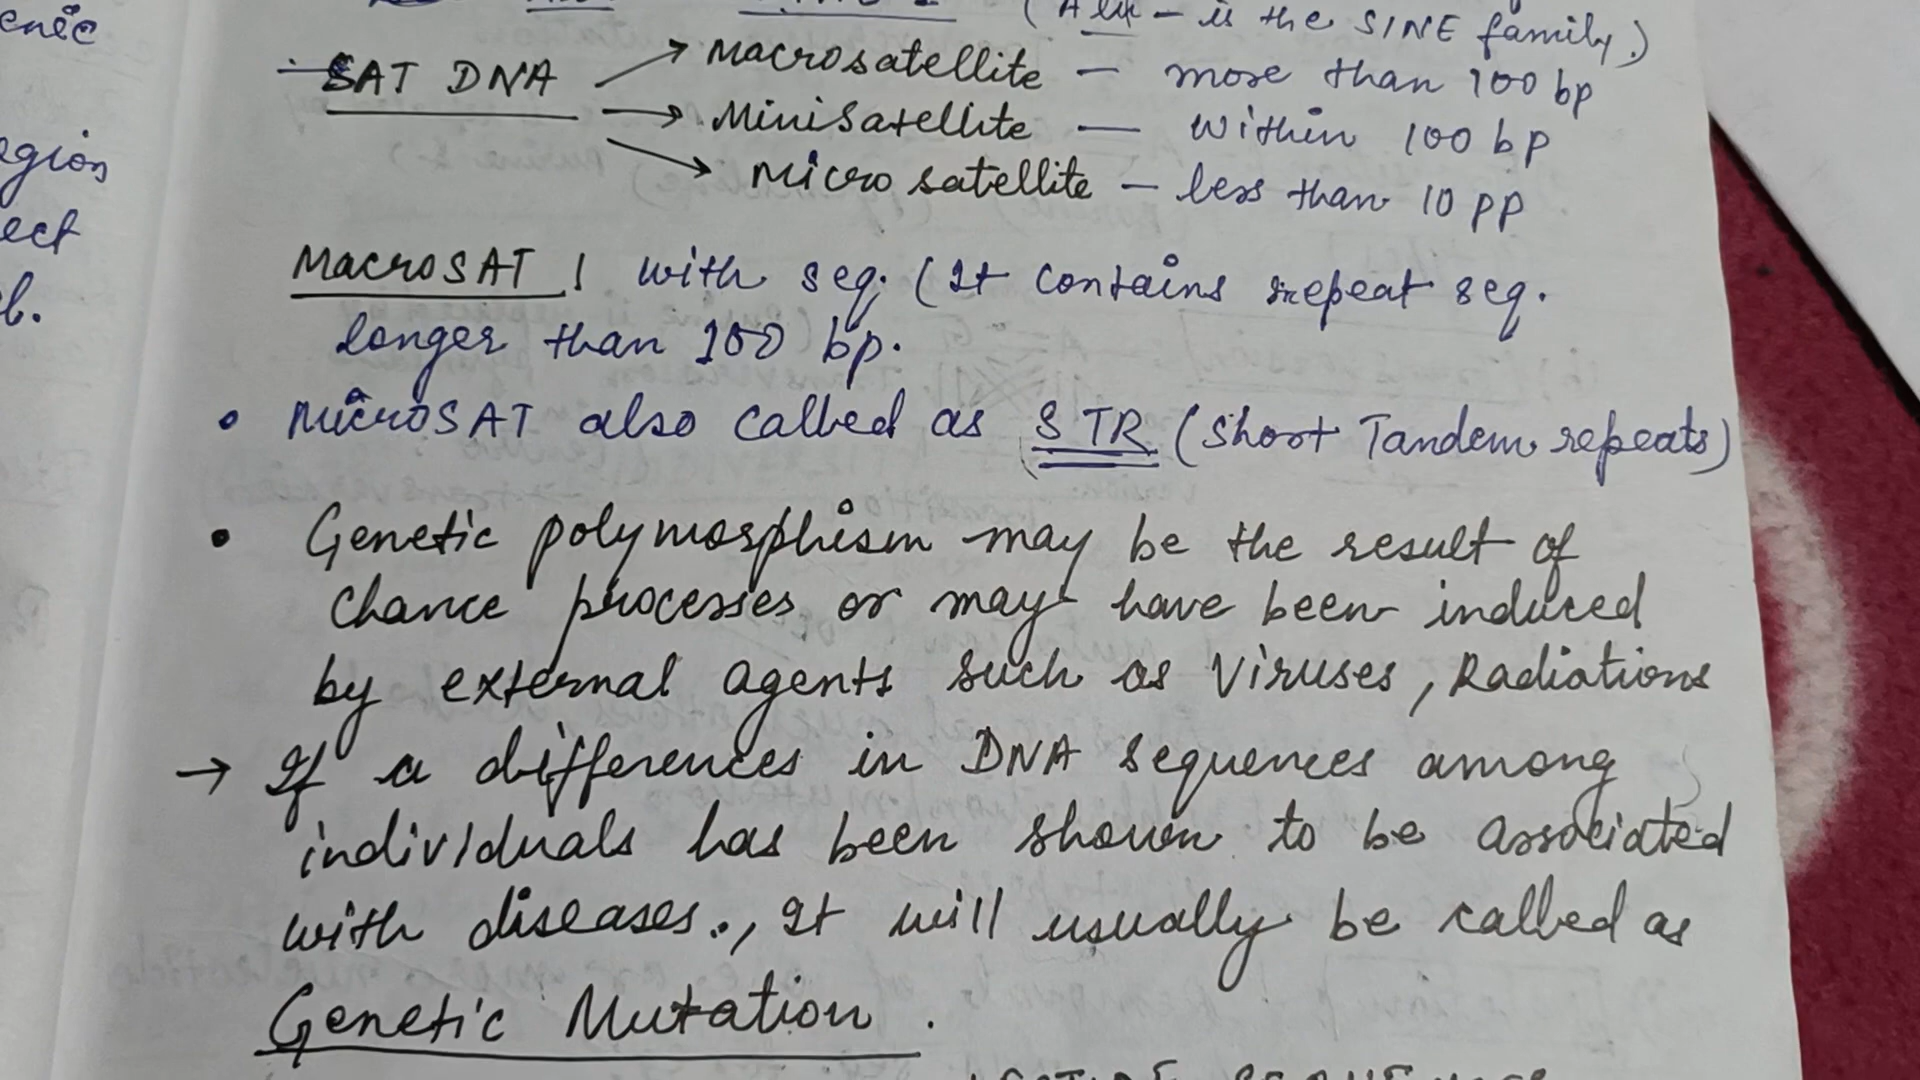 (Alu - is the SINE family.)
SAT DNA → Macrosatellite - more than 100 bp
→ Minisatellite - within 100 bp
→ Micro satellite - less than 10 pp
MacroSAT | with seq. (It contains repeat seq.
longer than 100 bp.
• MicroSAT also called as STR (Short Tandem repeats)
• Genetic polymorphism may be the result of
chance processes or may have been induced
by external agents such as Viruses, Radiations
→ If a differences in DNA sequences among
individuals has been shown to be associated
with diseases., It will usually be called as
Genetic Mutation.
egion
ect
b.